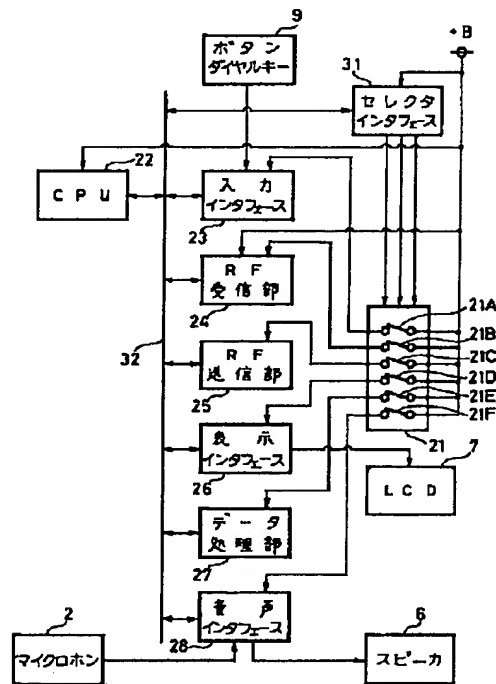 9
ボタン
ダイヤルキー
+B
31
セレクタ
インタフェース
22
CPU
入力
インタフェース
23
RF
受信部
24
21A
21B
21C
21D
21E
21F
21
32
RF
送信部
25
表示
インタフェース
26
7
LCD
データ
処理部
27
音声
インタフェース
28
2
マイクロホン
6
スピーカ